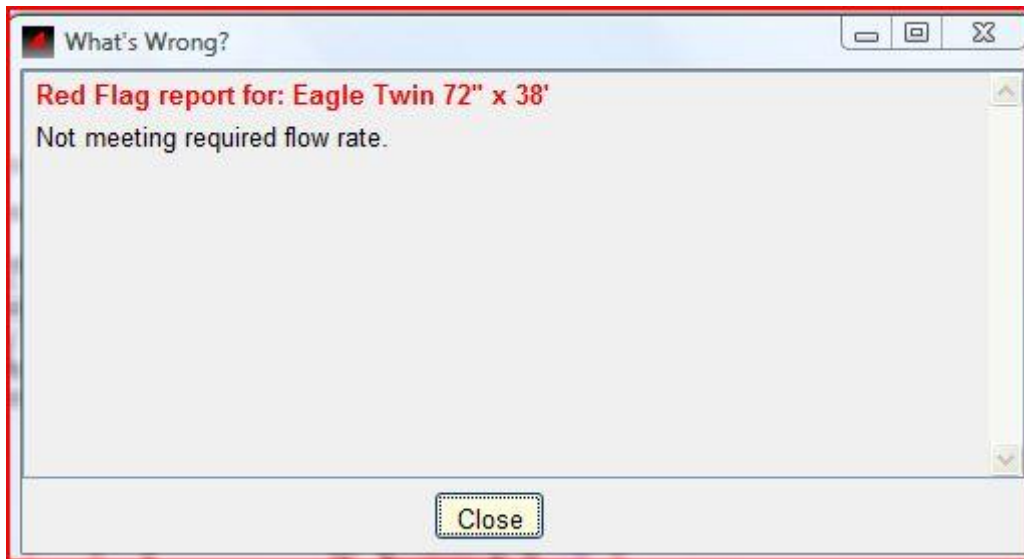 What's Wrong?
Red Flag report for: Eagle Twin 72" x 38'
Not meeting required flow rate.
Close